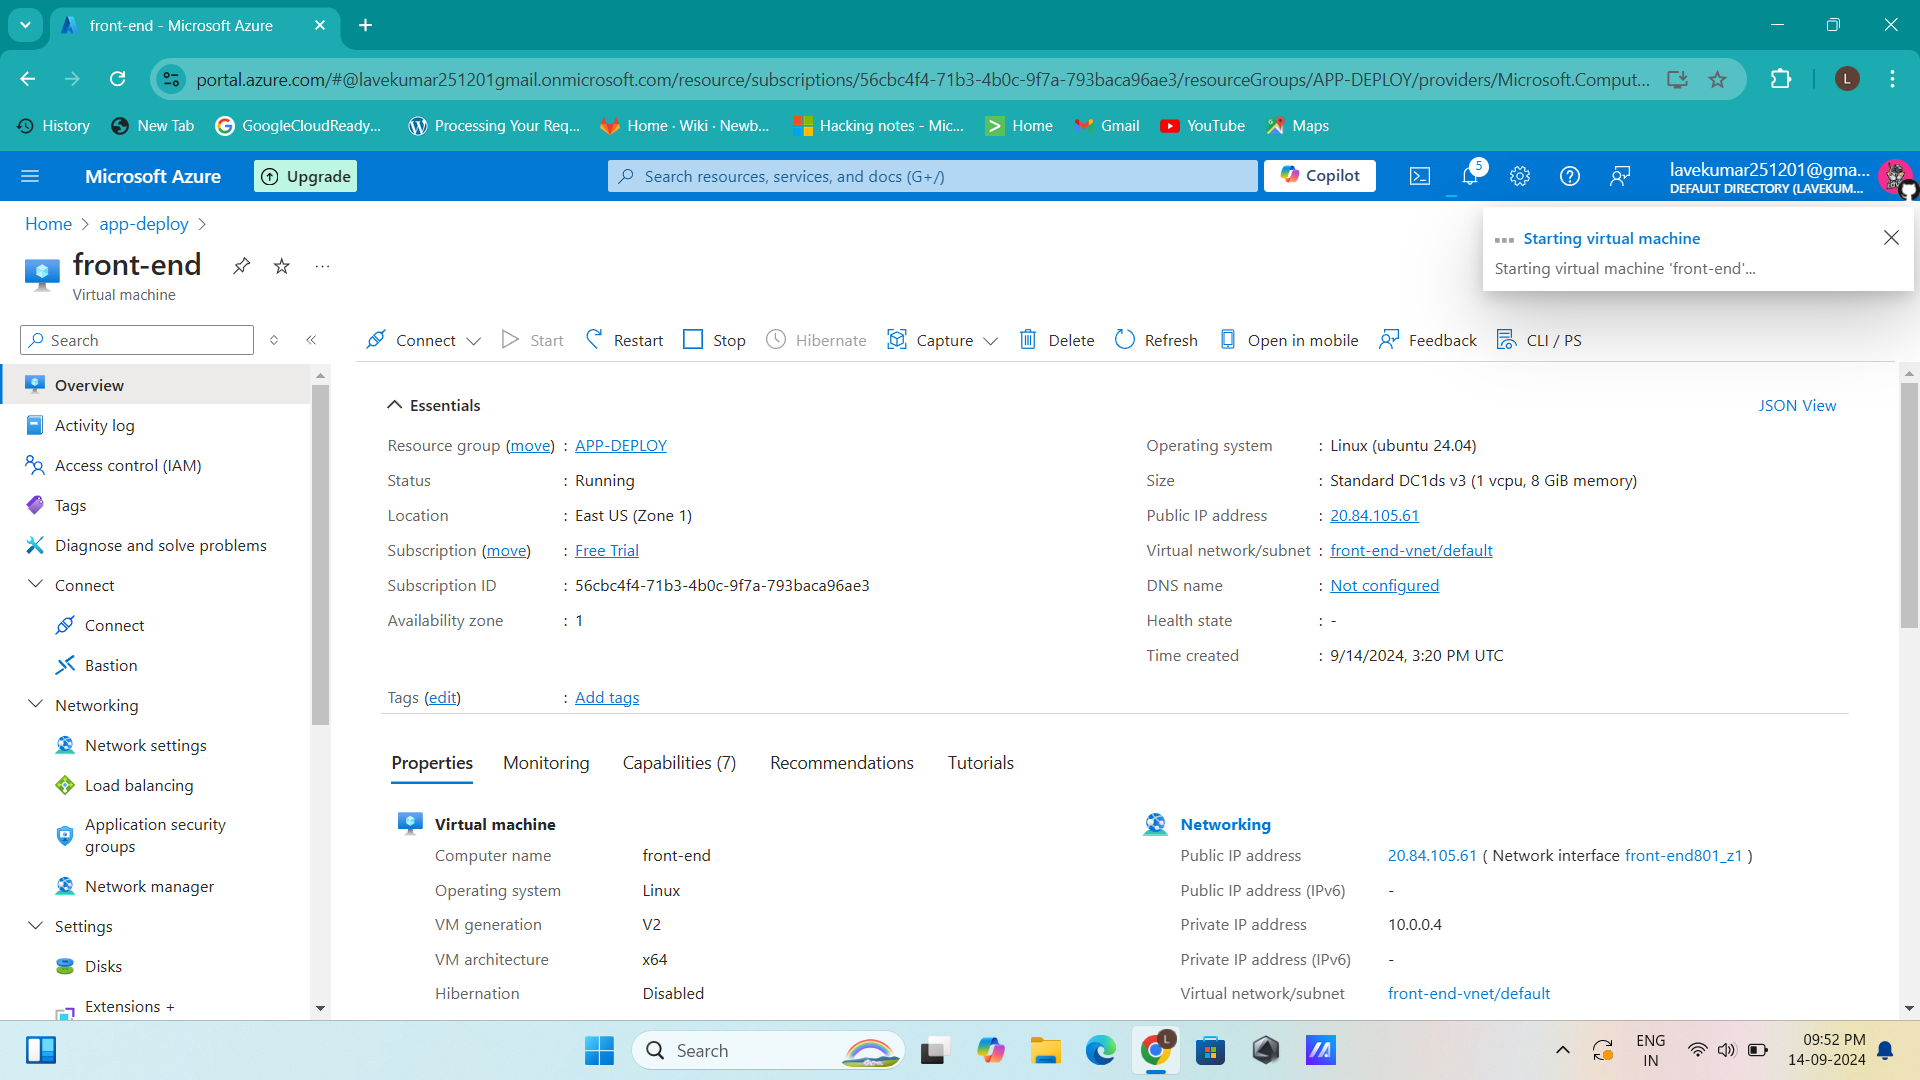 front-end - Microsoft Azure
portal.azure.com/#@lavekumar251201gmail.onmicrosoft.com/resource/subscriptions/56cbc4f4-71b3-4b0c-9f7a-793baca96ae3/resourceGroups/APP-DEPLOY/providers/Microsoft.Comput...
L
History New Tab GoogleCloudReady... Processing Your Req... Home · Wiki · Newb... Hacking notes - Mic... Home Gmail YouTube Maps
Microsoft Azure Upgrade Search resources, services, and docs (G+/) Copilot 5 lavekumar251201@gma...
DEFAULT DIRECTORY (LAVEKUM...
Home > app-deploy >
Starting virtual machine
Starting virtual machine 'front-end'...
front-end
Virtual machine
Search
Connect Start Restart Stop Hibernate Capture Delete Refresh Open in mobile Feedback CLI / PS
Overview
Activity log
Access control (IAM)
Tags
Diagnose and solve problems
Connect
Connect
Bastion
Networking
Network settings
Load balancing
Application security
groups
Network manager
Settings
Disks
Extensions +
Essentials
JSON View
Resource group (move) : APP-DEPLOY
Status : Running
Location : East US (Zone 1)
Subscription (move) : Free Trial
Subscription ID : 56cbc4f4-71b3-4b0c-9f7a-793baca96ae3
Availability zone : 1
Operating system : Linux (ubuntu 24.04)
Size : Standard DC1ds v3 (1 vcpu, 8 GiB memory)
Public IP address : 20.84.105.61
Virtual network/subnet : front-end-vnet/default
DNS name : Not configured
Health state : -
Time created : 9/14/2024, 3:20 PM UTC
Tags (edit) : Add tags
Properties Monitoring Capabilities (7) Recommendations Tutorials
Virtual machine
Computer name front-end
Operating system Linux
VM generation V2
VM architecture x64
Hibernation Disabled
Networking
Public IP address 20.84.105.61 ( Network interface front-end801_z1 )
Public IP address (IPv6) -
Private IP address 10.0.0.4
Private IP address (IPv6) -
Virtual network/subnet front-end-vnet/default
Search
L
ENG
IN
09:52 PM
14-09-2024